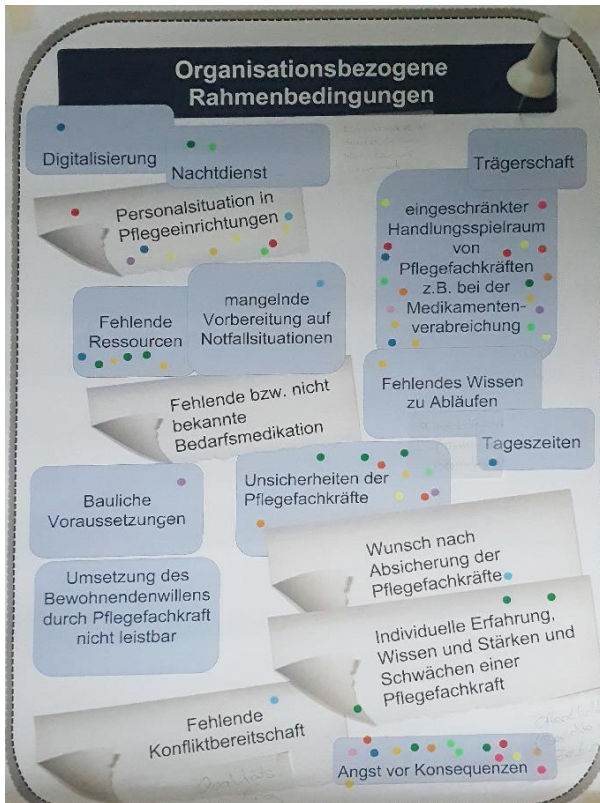 Organisationsbezogene
Rahmenbedingungen
Digitalisierung
Nachtdienst
Trägerschaft
Personalsituation in
Pflegeeinrichtungen
eingeschränkter
Handlungsspielraum
von
Pflegefachkräften
z.B. bei der
Medikamenten-
verabreichung
Fehlende
Ressourcen
mangelnde
Vorbereitung auf
Notfallsituationen
Fehlendes Wissen
zu Abläufen
Fehlende bzw. nicht
bekannte
Bedarfsmedikation
Tageszeiten
Bauliche
Voraussetzungen
Unsicherheiten der
Pflegefachkräfte
Wunsch nach
Absicherung der
Pflegefachkräfte
Umsetzung des
Bewohnendenwillens
durch Pflegefachkraft
nicht leistbar
Individuelle Erfahrung,
Wissen und Stärken und
Schwächen einer
Pflegefachkraft
Fehlende
Konfliktbereitschaft
Angst vor Konsequenzen